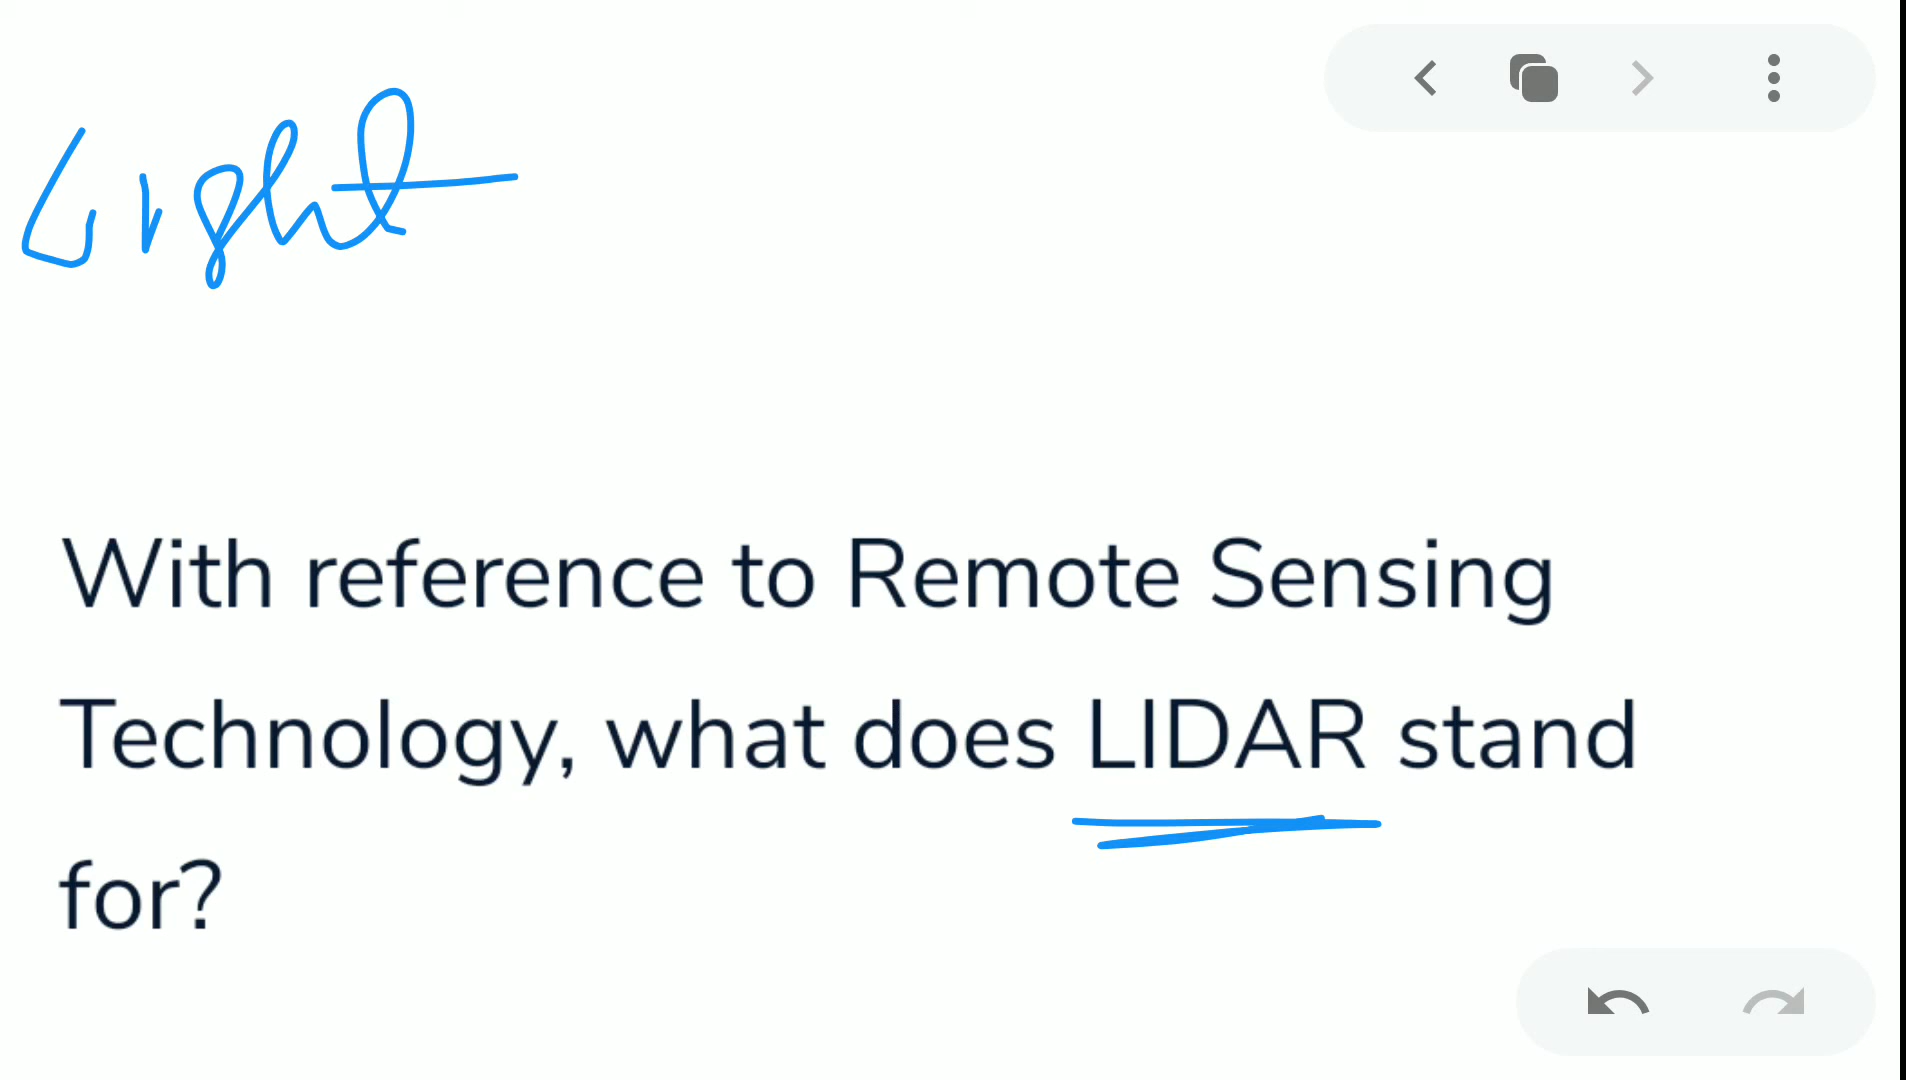 Light
With reference to Remote Sensing
Technology, what does LIDAR stand
for?